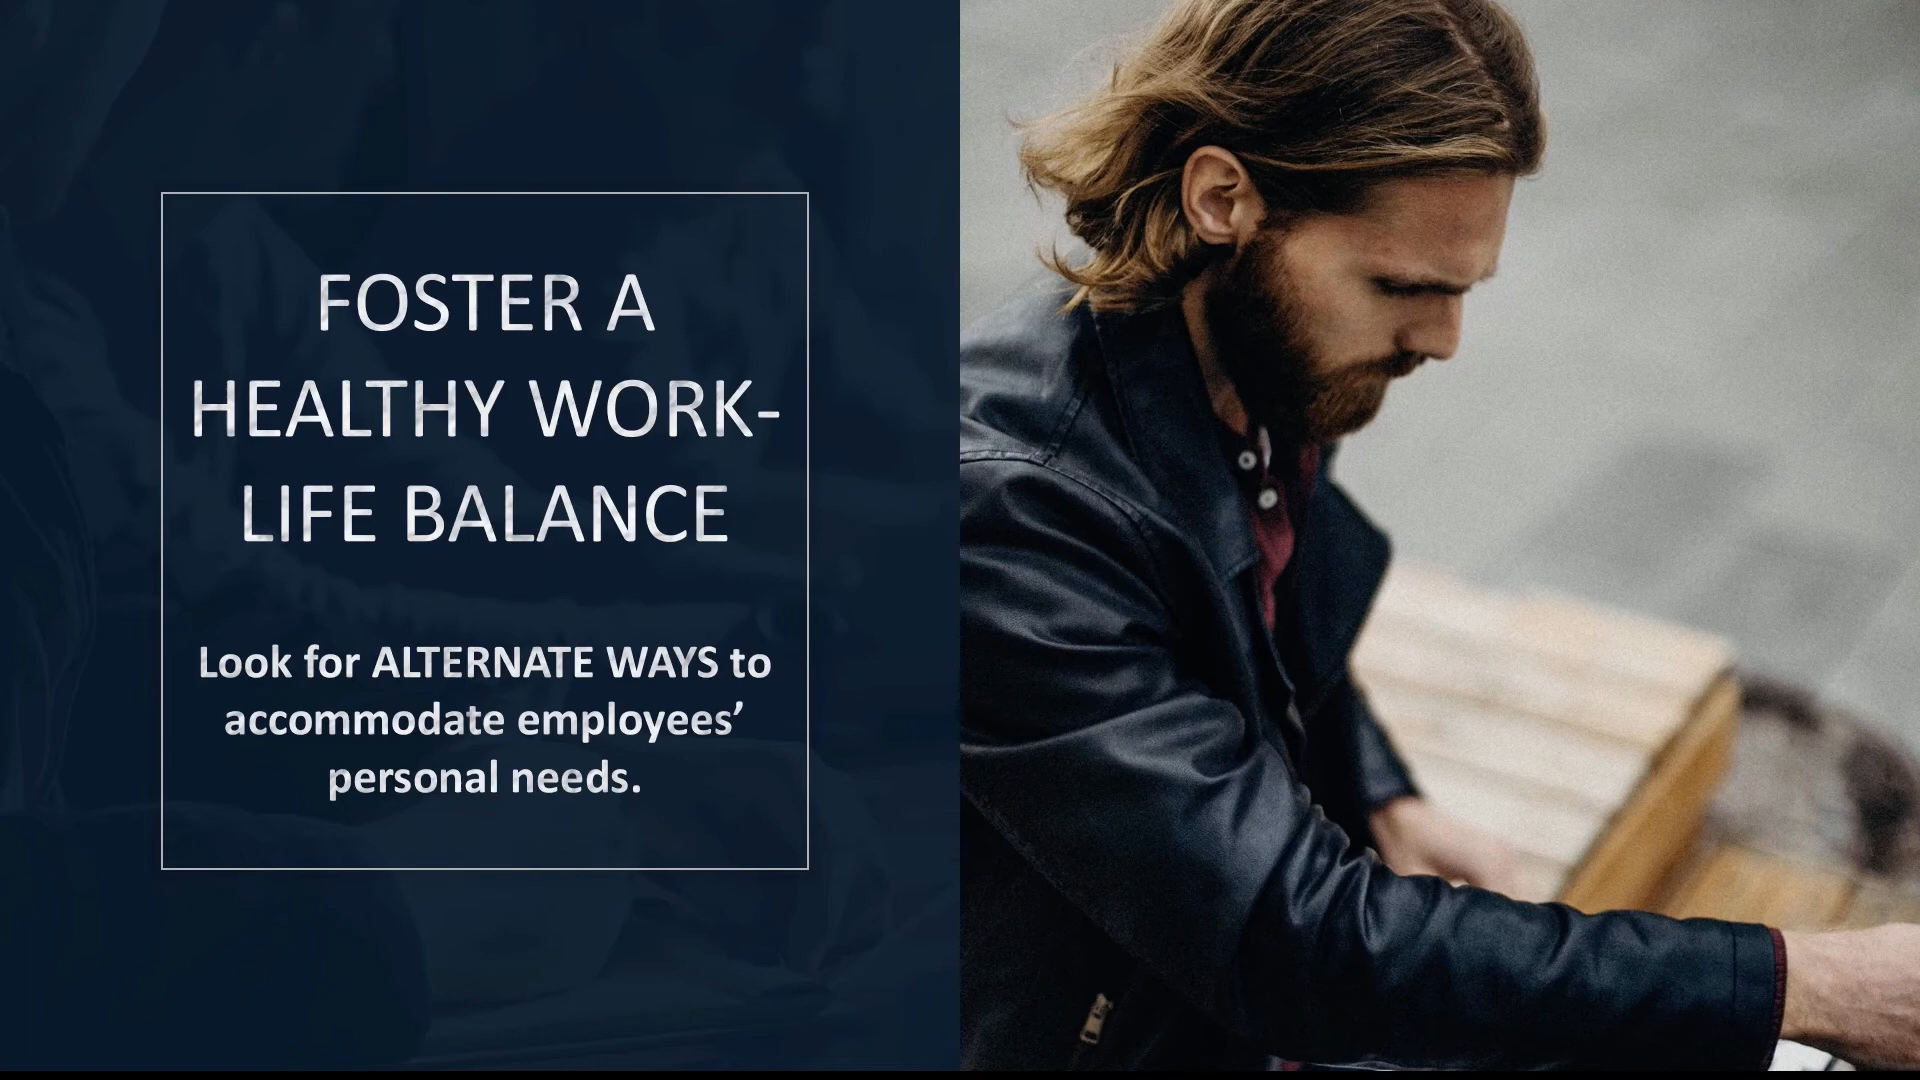 FOSTER A
HEALTHY WORK-
LIFE BALANCE
Look for ALTERNATE WAYS to
accommodate employees’
personal needs.